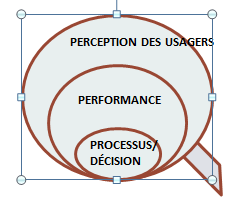 PERCEPTION DES USAGERS
PERFORMANCE
PROCESSUS/
DÉCISION